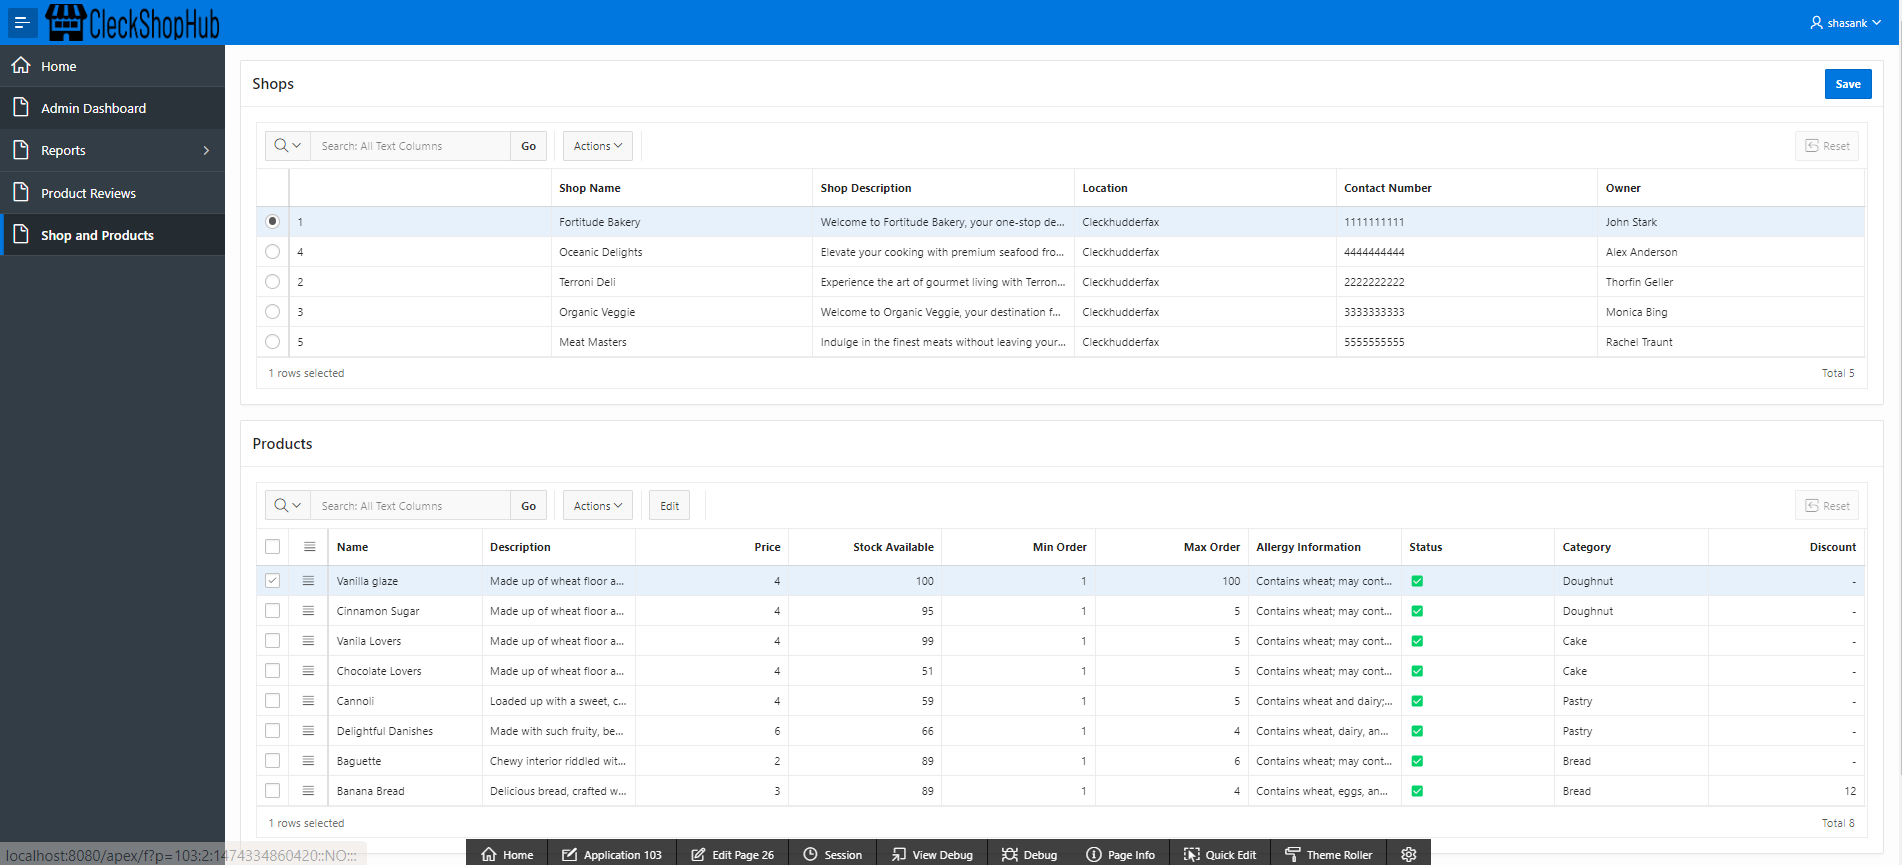 CleckShopHub
shasank
Home
Admin Dashboard
Reports
Product Reviews
Shop and Products
Shops
Save
Search: All Text Columns Go Actions Reset
Shop Name Shop Description Location Contact Number Owner
1 Fortitude Bakery Welcome to Fortitude Bakery, your one-stop de... Cleckhudderfax 1111111111 John Stark
4 Oceanic Delights Elevate your cooking with premium seafood fro... Cleckhudderfax 4444444444 Alex Anderson
2 Terroni Deli Experience the art of gourmet living with Terron... Cleckhudderfax 2222222222 Thorfin Geller
3 Organic Veggie Welcome to Organic Veggie, your destination f... Cleckhudderfax 3333333333 Monica Bing
5 Meat Masters Indulge in the finest meats without leaving your... Cleckhudderfax 5555555555 Rachel Traunt
1 rows selected Total 5
Products
Search: All Text Columns Go Actions Edit Reset
Name Description Price Stock Available Min Order Max Order Allergy Information Status Category Discount
Vanilla glaze Made up of wheat floor a... 4 100 1 100 Contains wheat; may cont... Doughnut -
Cinnamon Sugar Made up of wheat floor a... 4 95 1 5 Contains wheat; may cont... Doughnut -
Vanila Lovers Made up of wheat floor a... 4 99 1 5 Contains wheat; may cont... Cake -
Chocolate Lovers Made up of wheat floor a... 4 51 1 5 Contains wheat; may cont... Cake -
Cannoli Loaded up with a sweet, c... 4 59 1 5 Contains wheat and dairy;... Pastry -
Delightful Danishes Made with such fruity, be... 6 66 1 4 Contains wheat, dairy, an... Pastry -
Baguette Chewy interior riddled wit... 2 89 1 6 Contains wheat; may cont... Bread -
Banana Bread Delicious bread, crafted w... 3 89 1 4 Contains wheat, eggs, an... Bread 12
1 rows selected Total 8
localhost:8080/apex/f?p=103:2:1474334860420::NO:::
Home Application 103 Edit Page 26 Session View Debug Debug Page Info Quick Edit Theme Roller